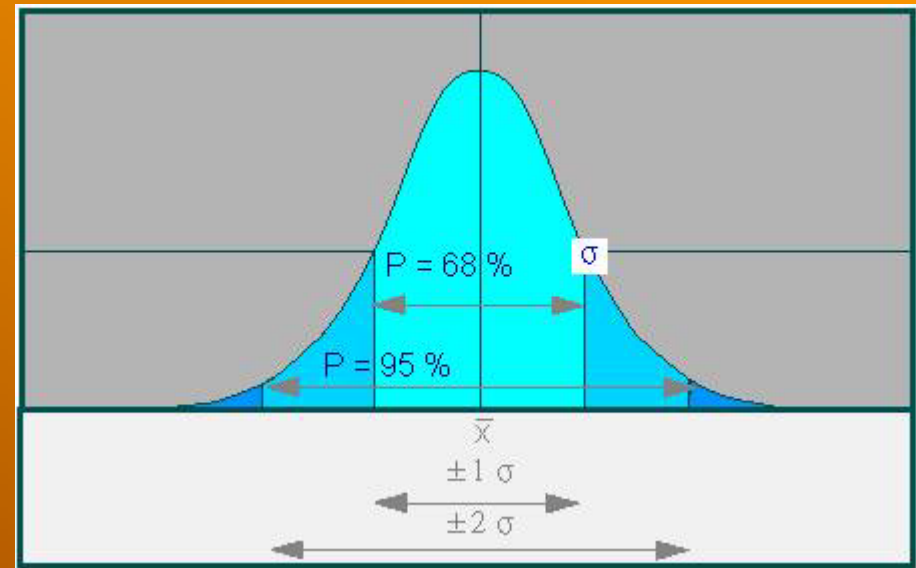 σ
P = 68 %
P = 95 %
x̅
±1 σ
±2 σ